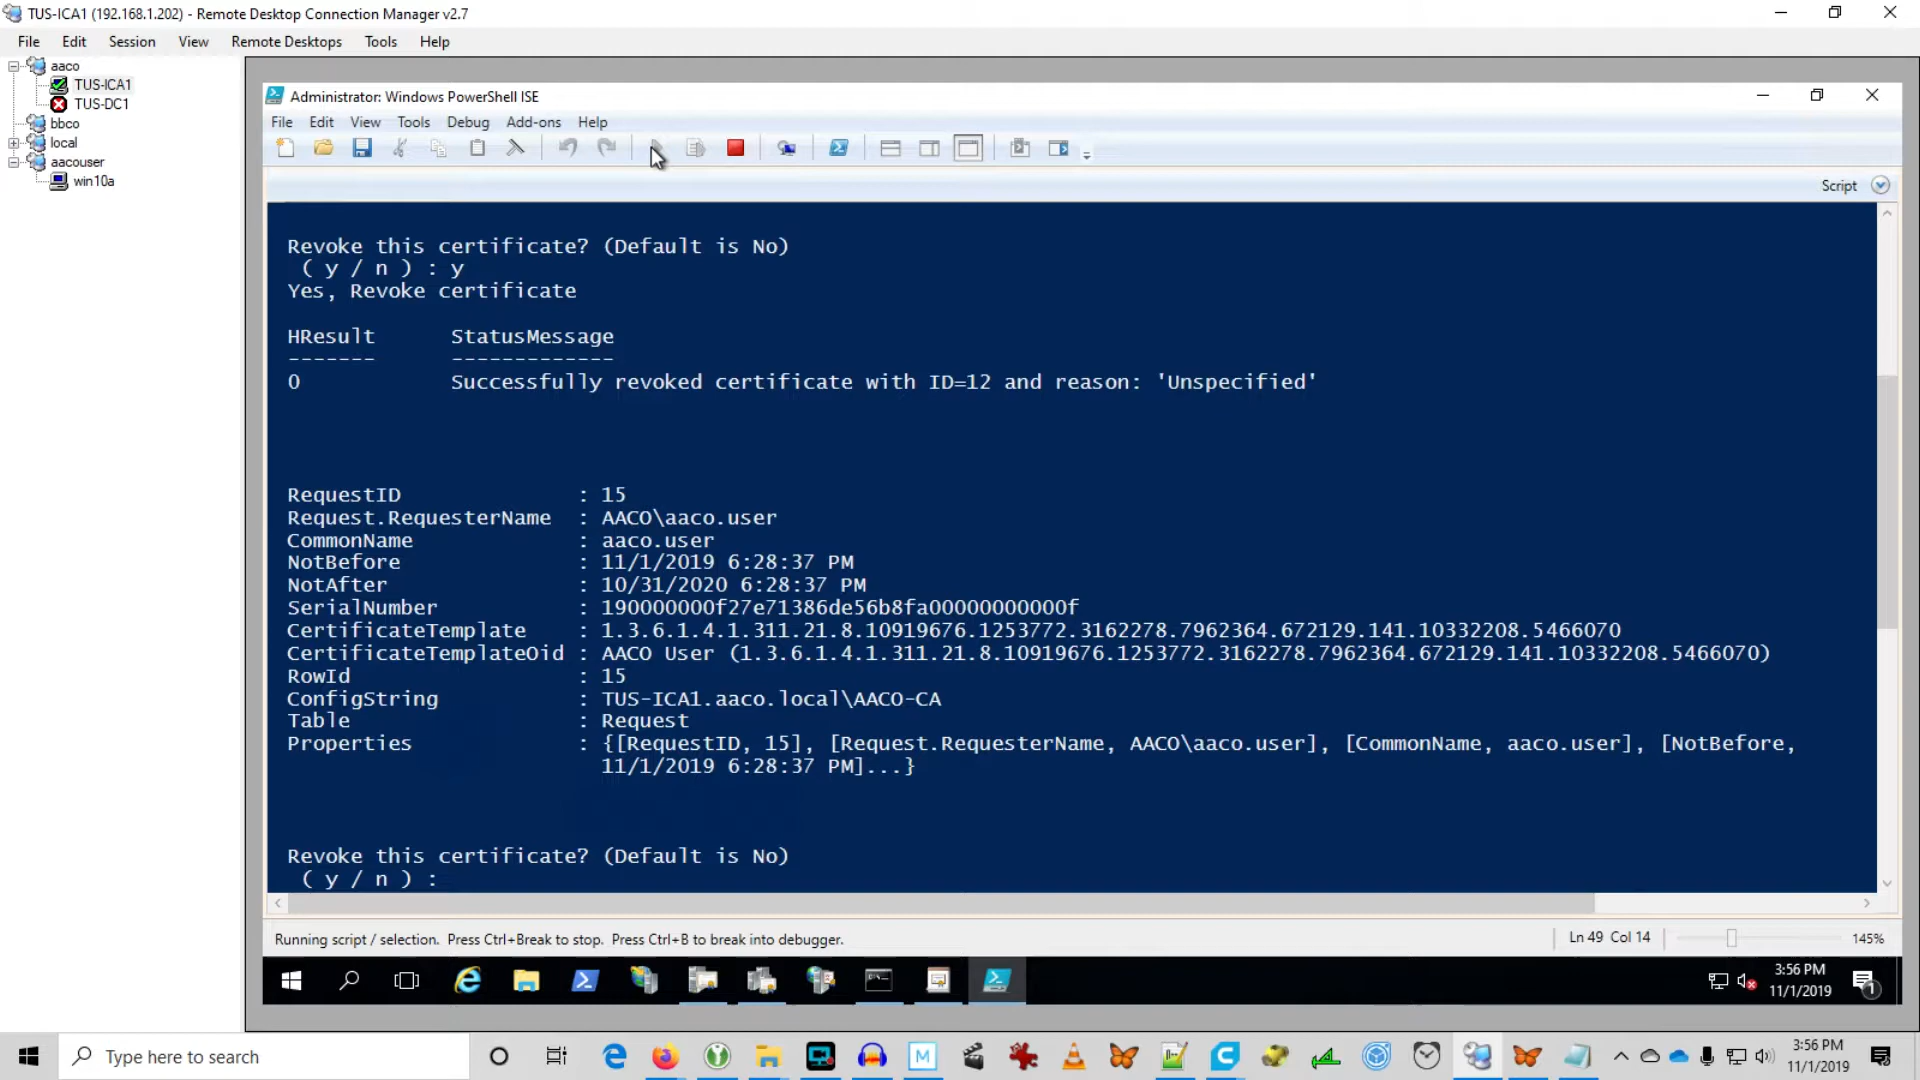 TUS-ICA1 (192.168.1.202) - Remote Desktop Connection Manager v2.7
File Edit Session View Remote Desktops Tools Help
aaco
TUS-ICA1
TUS-DC1
bbco
local
aacouser
win10a
Administrator: Windows PowerShell ISE
File Edit View Tools Debug Add-ons Help
Script
Revoke this certificate? (Default is No)
( y / n ) : y
Yes, Revoke certificate
HResult StatusMessage
------- -------------
0 Successfully revoked certificate with ID=12 and reason: 'Unspecified'
RequestID : 15
Request.RequesterName : AACO\aaco.user
CommonName : aaco.user
NotBefore : 11/1/2019 6:28:37 PM
NotAfter : 10/31/2020 6:28:37 PM
SerialNumber : 190000000f27e71386de56b8fa00000000000f
CertificateTemplate : 1.3.6.1.4.1.311.21.8.10919676.1253772.3162278.7962364.672129.141.10332208.5466070
CertificateTemplateOid : AACO User (1.3.6.1.4.1.311.21.8.10919676.1253772.3162278.7962364.672129.141.10332208.5466070)
RowId : 15
ConfigString : TUS-ICA1.aaco.local\AACO-CA
Table : Request
Properties : {[RequestID, 15], [Request.RequesterName, AACO\aaco.user], [CommonName, aaco.user], [NotBefore,
11/1/2019 6:28:37 PM]...}
Revoke this certificate? (Default is No)
( y / n ) :
Running script / selection. Press Ctrl+Break to stop. Press Ctrl+B to break into debugger.
Ln 49 Col 14
145%
3:56 PM
11/1/2019
1
Type here to search
M
3:56 PM
11/1/2019